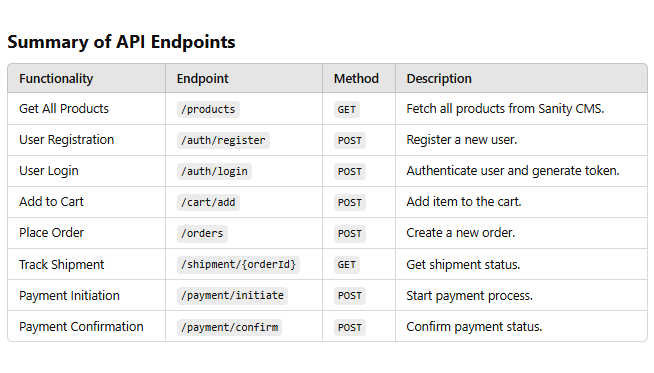 Summary of API Endpoints
Functionality Endpoint Method Description
Get All Products /products GET Fetch all products from Sanity CMS.
User Registration /auth/register POST Register a new user.
User Login /auth/login POST Authenticate user and generate token.
Add to Cart /cart/add POST Add item to the cart.
Place Order /orders POST Create a new order.
Track Shipment /shipment/{orderId} GET Get shipment status.
Payment Initiation /payment/initiate POST Start payment process.
Payment Confirmation /payment/confirm POST Confirm payment status.